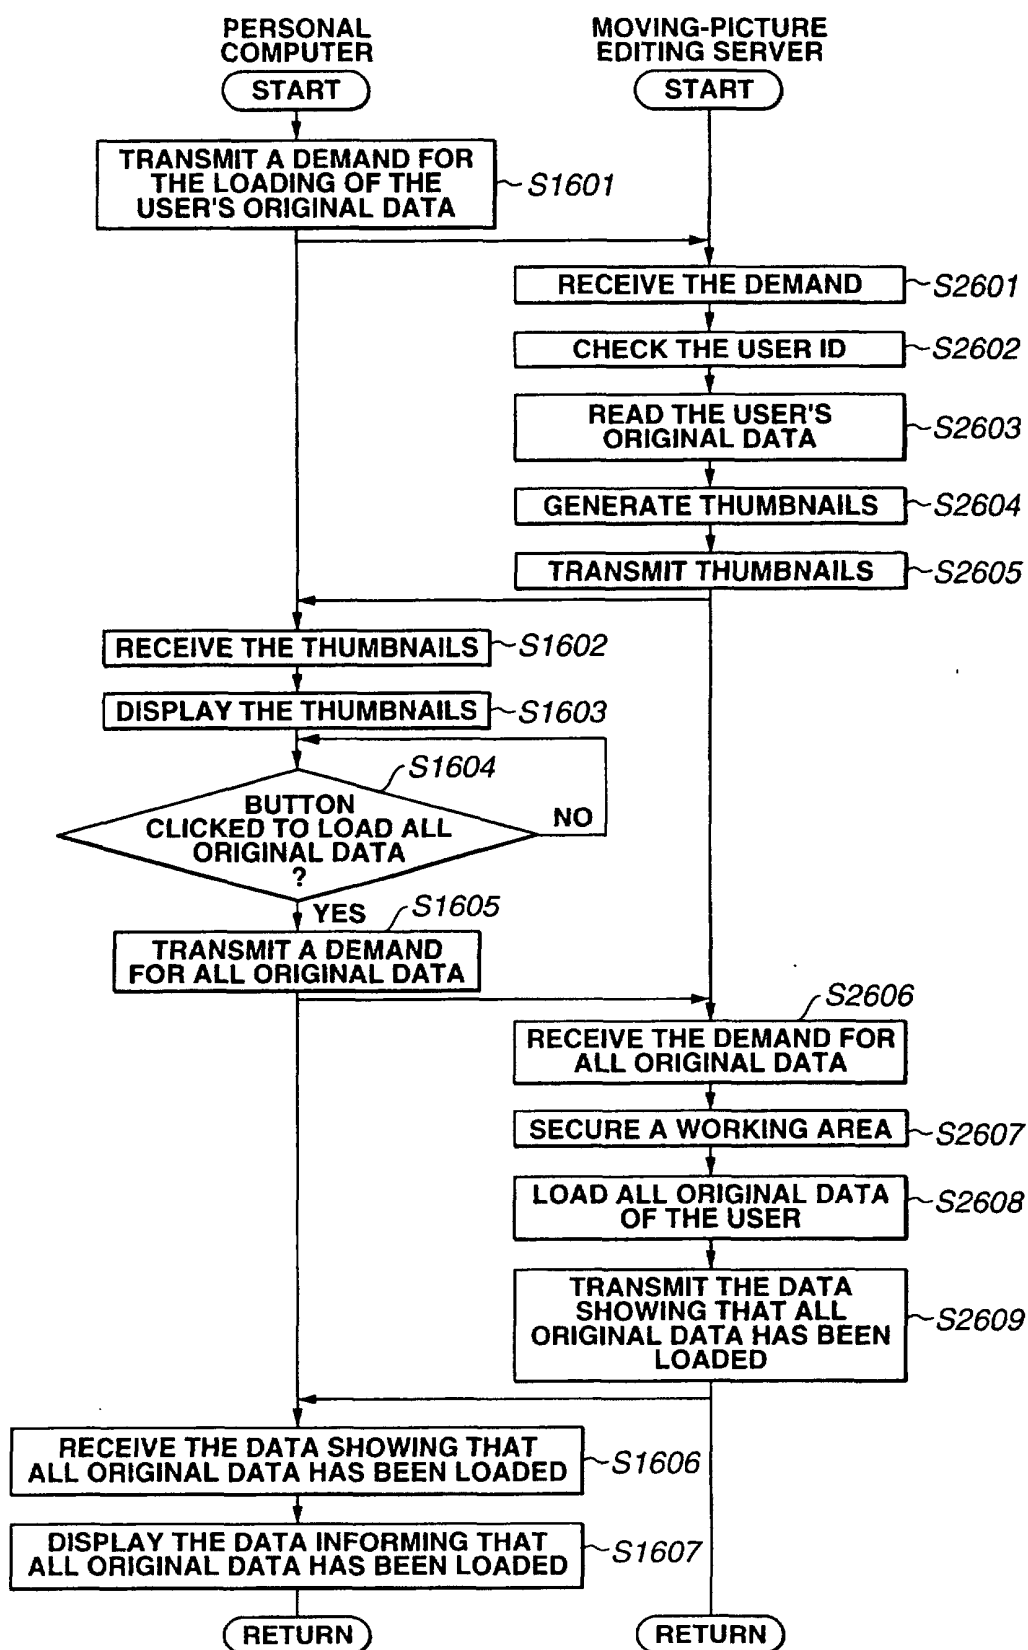 PERSONAL
COMPUTER
MOVING-PICTURE
EDITING SERVER
START
START
TRANSMIT A DEMAND FOR
THE LOADING OF THE
USER'S ORIGINAL DATA
S1601
RECEIVE THE DEMAND
S2601
CHECK THE USER ID
S2602
READ THE USER'S
ORIGINAL DATA
S2603
GENERATE THUMBNAILS
S2604
TRANSMIT THUMBNAILS
S2605
RECEIVE THE THUMBNAILS
S1602
DISPLAY THE THUMBNAILS
S1603
S1604
BUTTON
CLICKED TO LOAD ALL
ORIGINAL DATA
?
NO
YES
S1605
TRANSMIT A DEMAND
FOR ALL ORIGINAL DATA
S2606
RECEIVE THE DEMAND FOR
ALL ORIGINAL DATA
SECURE A WORKING AREA
S2607
LOAD ALL ORIGINAL DATA
OF THE USER
S2608
TRANSMIT THE DATA
SHOWING THAT ALL
ORIGINAL DATA HAS BEEN
LOADED
S2609
RECEIVE THE DATA SHOWING THAT
ALL ORIGINAL DATA HAS BEEN LOADED
S1606
DISPLAY THE DATA INFORMING THAT
ALL ORIGINAL DATA HAS BEEN LOADED
S1607
RETURN
RETURN